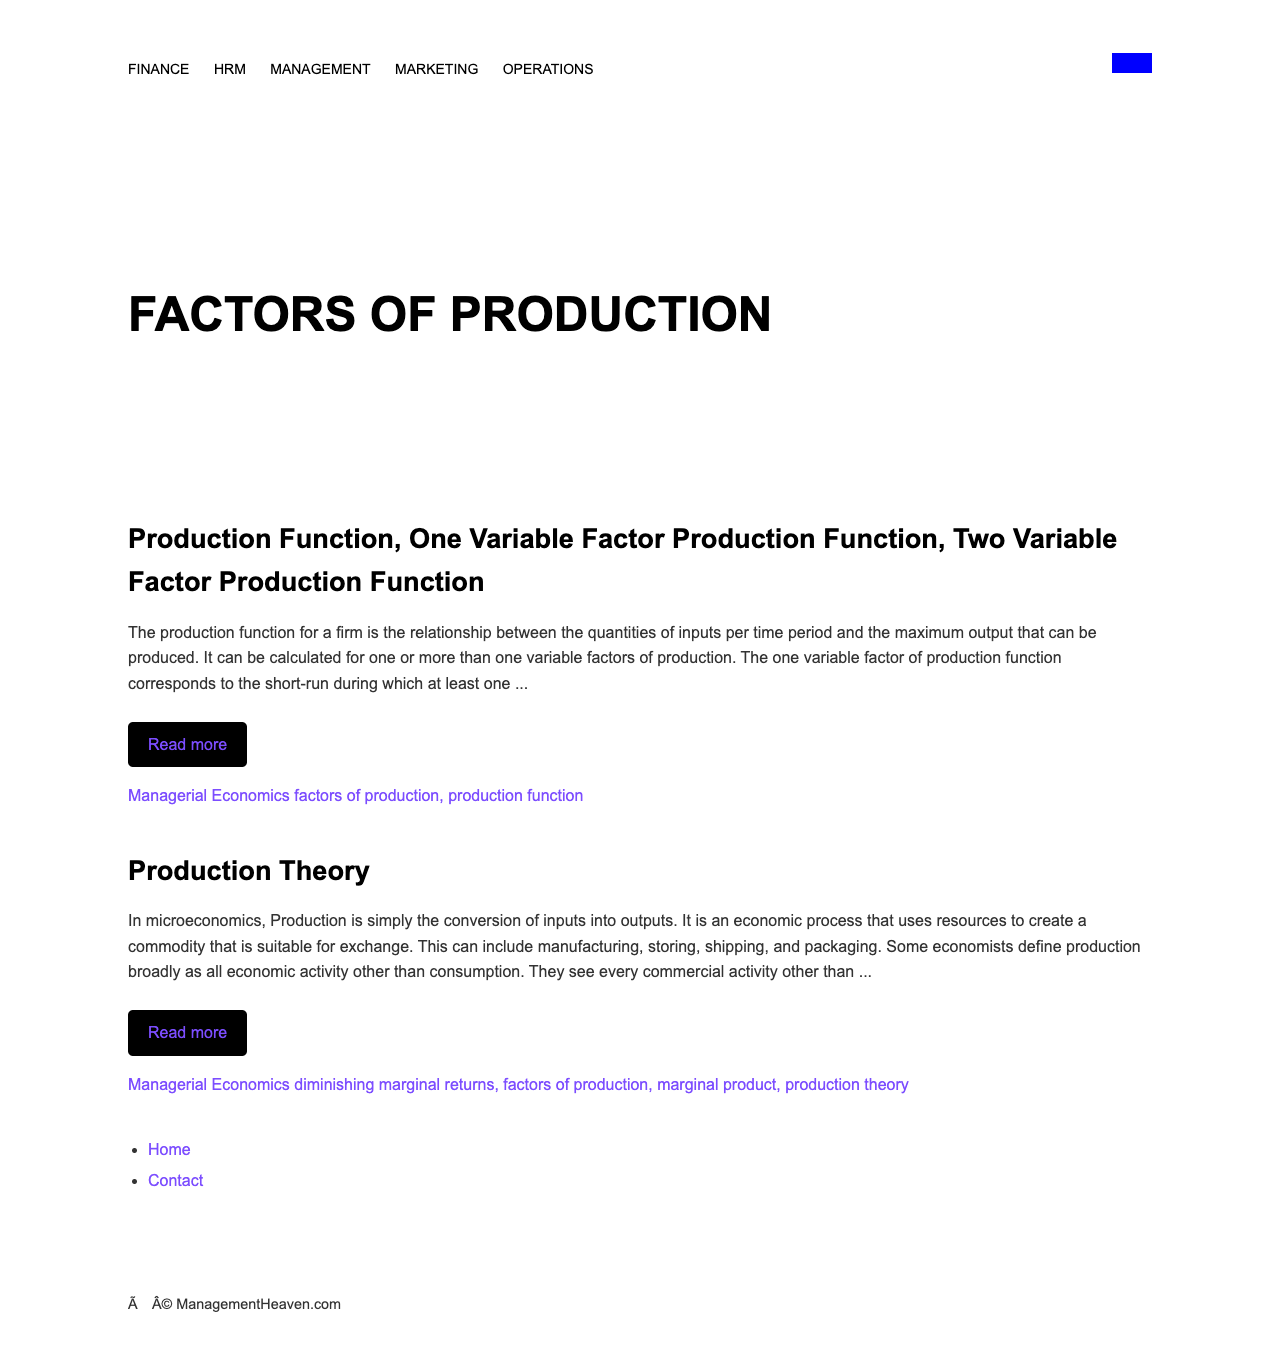 FINANCE HRM MANAGEMENT MARKETING OPERATIONS
FACTORS OF PRODUCTION
Production Function, One Variable Factor Production Function, Two Variable
Factor Production Function
The production function for a firm is the relationship between the quantities of inputs per time period and the maximum output that can be
produced. It can be calculated for one or more than one variable factors of production. The one variable factor of production function
corresponds to the short-run during which at least one ...
Read more
Managerial Economics factors of production, production function
Production Theory
In microeconomics, Production is simply the conversion of inputs into outputs. It is an economic process that uses resources to create a
commodity that is suitable for exchange. This can include manufacturing, storing, shipping, and packaging. Some economists define production
broadly as all economic activity other than consumption. They see every commercial activity other than ...
Read more
Managerial Economics diminishing marginal returns, factors of production, marginal product, production theory
• Home
• Contact
Ã Â© ManagementHeaven.com